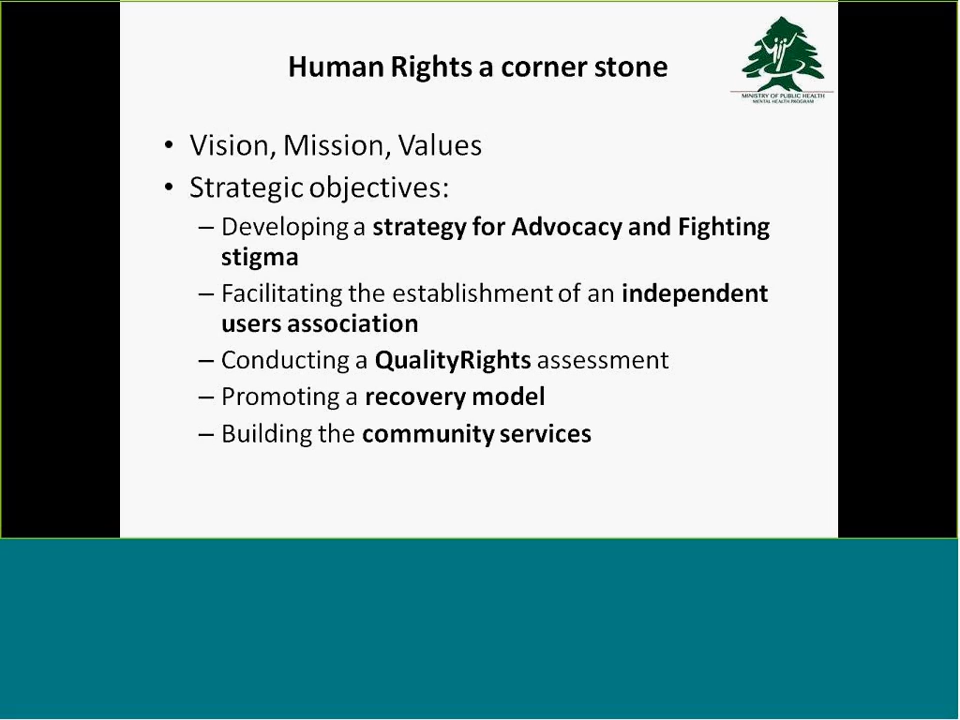 Human Rights a corner stone
MINISTRY OF PUBLIC HEALTH
MENTAL HEALTH PROGRAM
• Vision, Mission, Values
• Strategic objectives:
– Developing a strategy for Advocacy and Fighting
stigma
– Facilitating the establishment of an independent
users association
– Conducting a QualityRights assessment
– Promoting a recovery model
– Building the community services